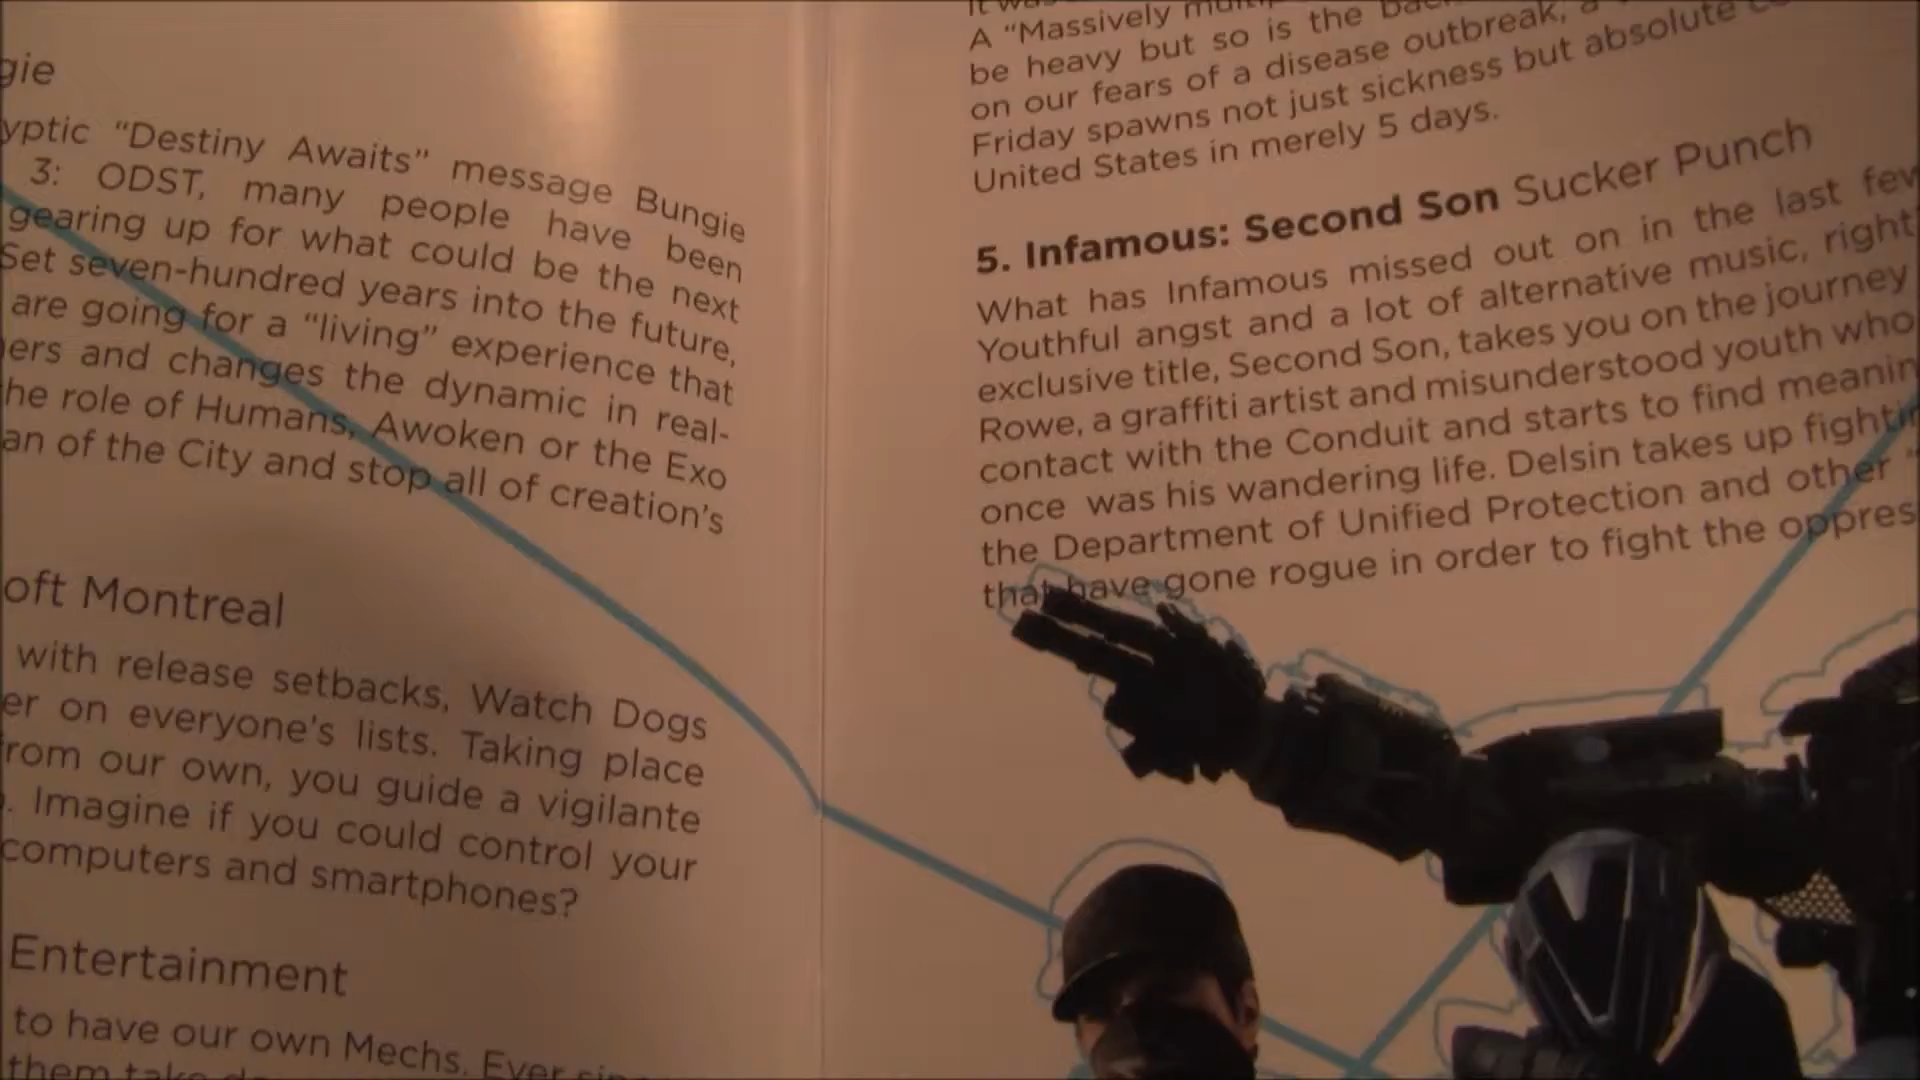 gie
yptic “Destiny Awaits” message Bungie
3: ODST, many people have been
gearing up for what could be the next
Set seven-hundred years into the future,
are going for a “living” experience that
ers and changes the dynamic in real-
he role of Humans, Awoken or the Exo
an of the City and stop all of creation’s
oft Montreal
with release setbacks, Watch Dogs
er on everyone’s lists. Taking place
rom our own, you guide a vigilante
. Imagine if you could control your
computers and smartphones?
Entertainment
to have our own Mechs. Ever
them take
A “Massively
be heavy but so is the
on our fears of a disease outbreak,
Friday spawns not just sickness but absolute
United States in merely 5 days.
5. Infamous: Second Son Sucker Punch
What has Infamous missed out on in the last few
Youthful angst and a lot of alternative music, right
exclusive title, Second Son, takes you on the journey
Rowe, a graffiti artist and misunderstood youth who
contact with the Conduit and starts to find meanin
once was his wandering life. Delsin takes up fighti
the Department of Unified Protection and other “
that have gone rogue in order to fight the oppres